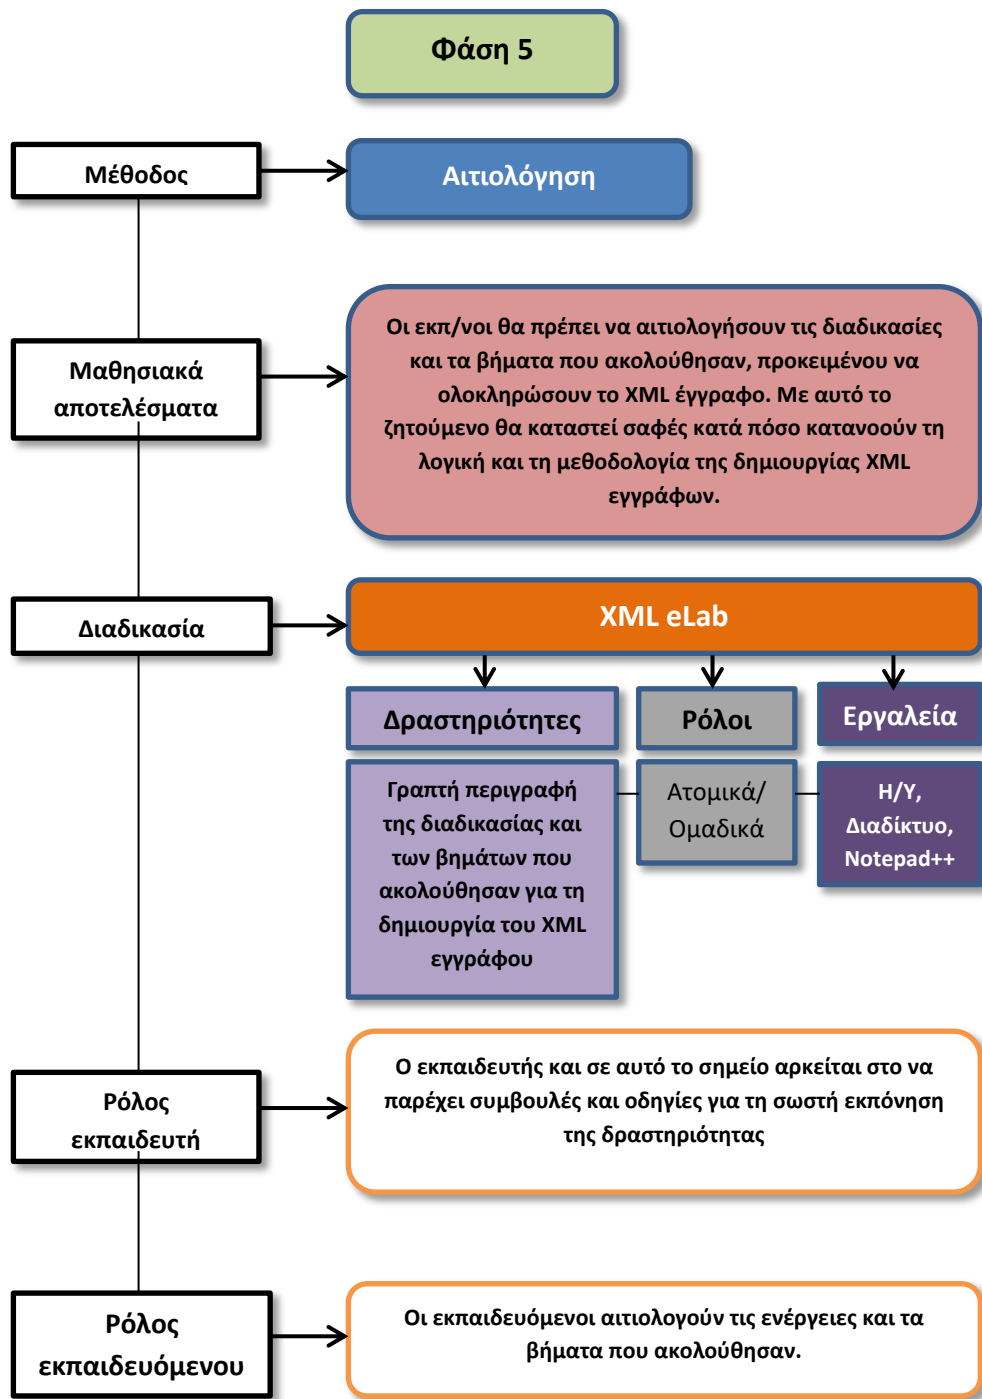 Φάση 5
Μέθοδος
Αιτιολόγηση
Μαθησιακά
αποτελέσματα
Οι εκπ/νοι θα πρέπει να αιτιολογήσουν τις διαδικασίες
και τα βήματα που ακολούθησαν, προκειμένου να
ολοκληρώσουν το XML έγγραφο. Με αυτό το
ζητούμενο θα καταστεί σαφές κατά πόσο κατανοούν τη
λογική και τη μεθοδολογία της δημιουργίας XML
εγγράφων.
Διαδικασία
XML eLab
Δραστηριότητες
Ρόλοι
Εργαλεία
Γραπτή περιγραφή
της διαδικασίας και
των βημάτων που
ακολούθησαν για τη
δημιουργία του XML
εγγράφου
Ατομικά/
Ομαδικά
Η/Υ,
Διαδίκτυο,
Notepad++
Ρόλος
εκπαιδευτή
Ο εκπαιδευτής και σε αυτό το σημείο αρκείται στο να
παρέχει συμβουλές και οδηγίες για τη σωστή εκπόνηση
της δραστηριότητας
Ρόλος
εκπαιδευόμενου
Οι εκπαιδευόμενοι αιτιολογούν τις ενέργειες και τα
βήματα που ακολούθησαν.